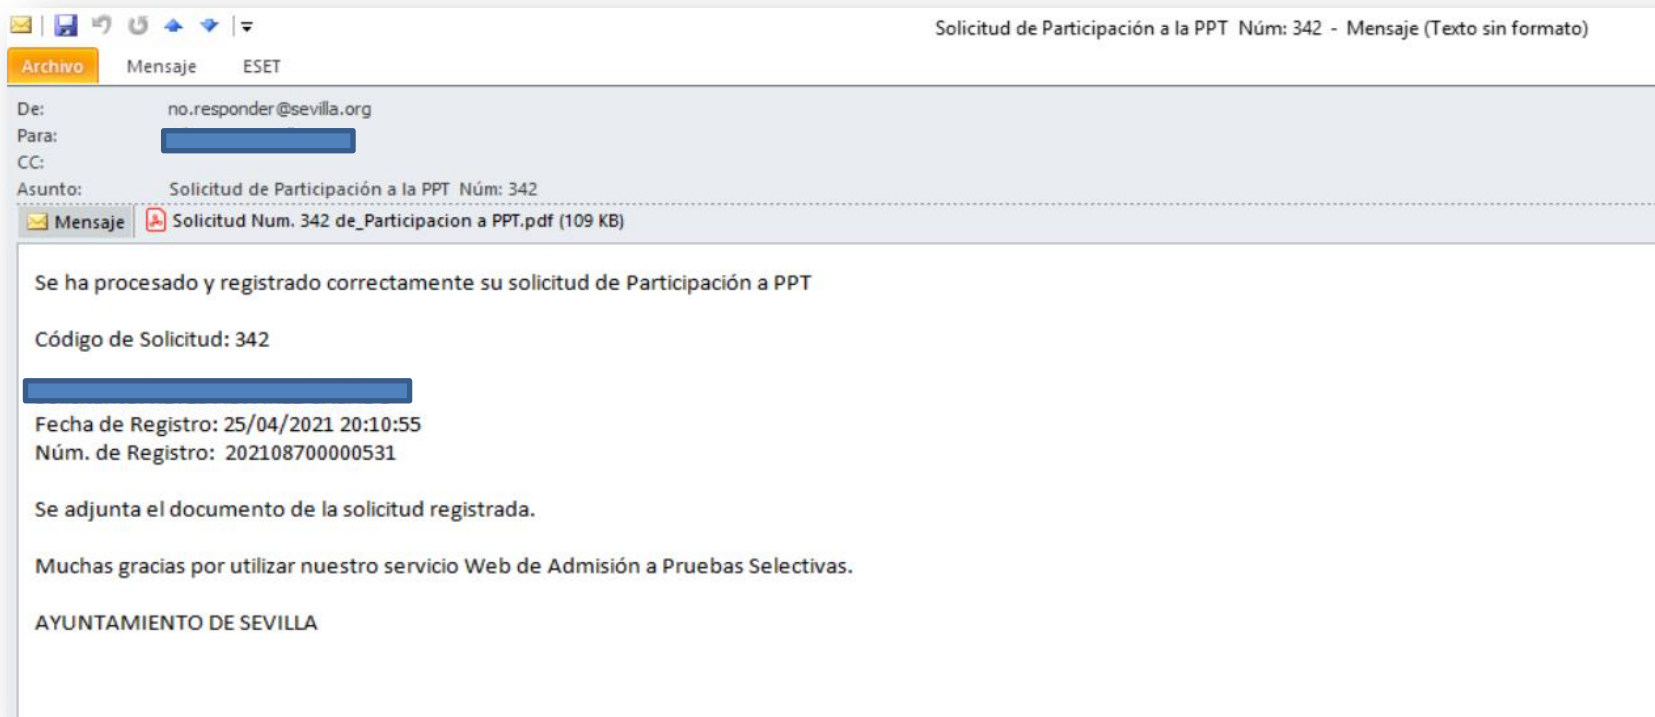 Solicitud de Participación a la PPT Núm: 342 - Mensaje (Texto sin formato)
Archivo Mensaje ESET
De: no.responder@sevilla.org
Para:
CC:
Asunto: Solicitud de Participación a la PPT Núm: 342
Mensaje Solicitud Num. 342 de_Participacion a PPT.pdf (109 KB)
Se ha procesado y registrado correctamente su solicitud de Participación a PPT
Código de Solicitud: 342
Fecha de Registro: 25/04/2021 20:10:55
Núm. de Registro: 202108700000531
Se adjunta el documento de la solicitud registrada.
Muchas gracias por utilizar nuestro servicio Web de Admisión a Pruebas Selectivas.
AYUNTAMIENTO DE SEVILLA